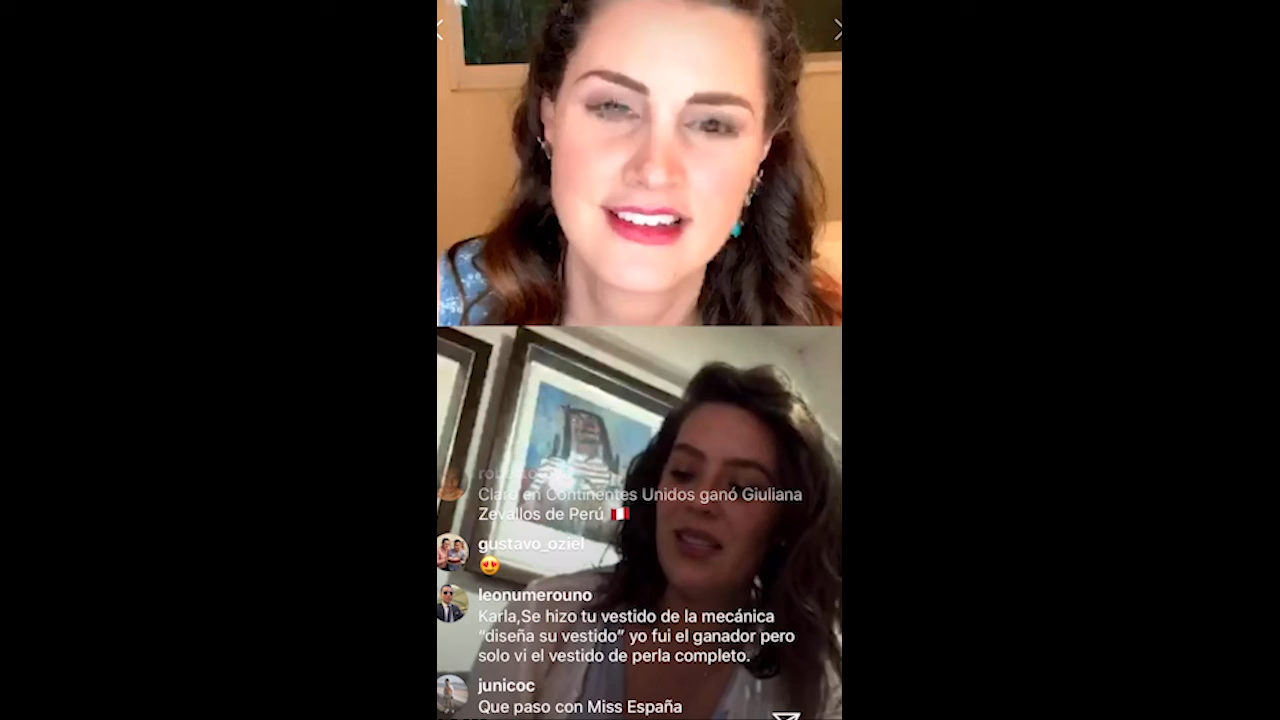 Claro en Continentes Unidos ganó Giuliana
Zevallos de Perú 🇵🇪
gustavo_oziel
😍
leonumerouno
Karla,Se hizo tu vestido de la mecánica
“diseña su vestido” yo fui el ganador pero
solo vi el vestido de perla completo.
junicoc
Que paso con Miss España